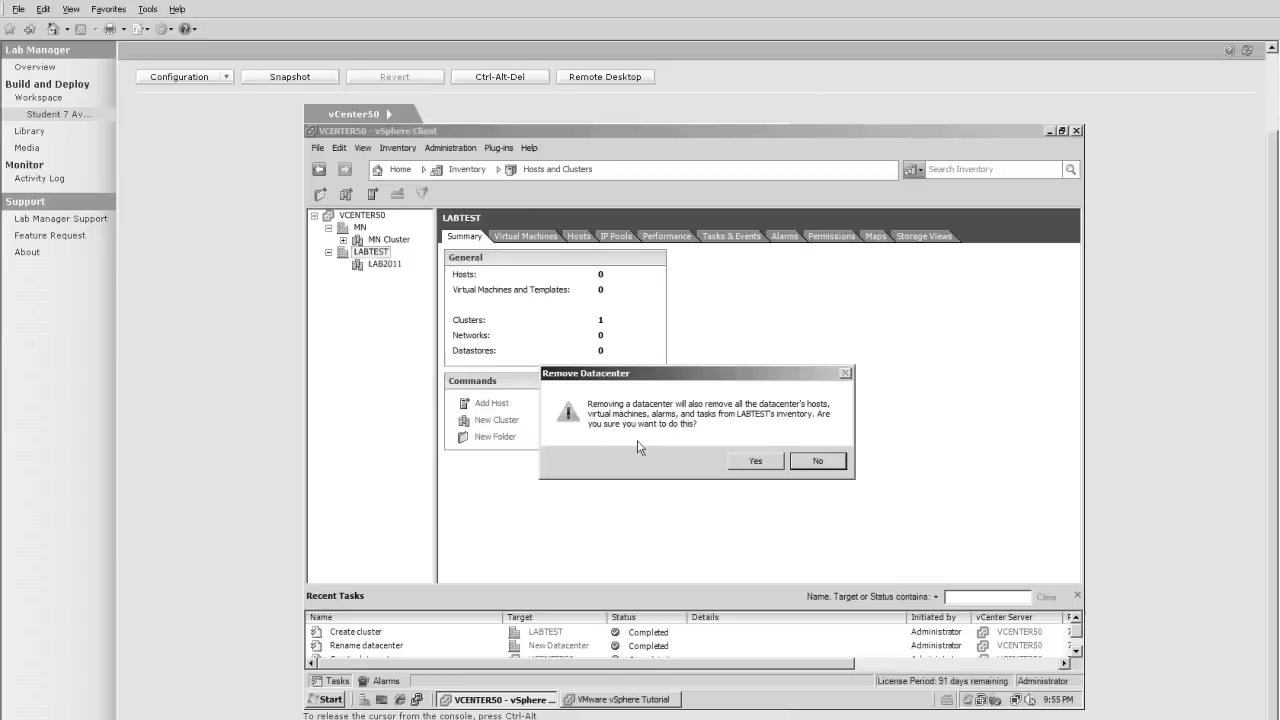 File Edit View Favorites Tools Help
Lab Manager
Overview
Build and Deploy
Workspace
Student 7 Av...
Library
Media
Monitor
Activity Log
Support
Lab Manager Support
Feature Request
About
Configuration Snapshot Revert Ctrl-Alt-Del Remote Desktop
vCenter50
VCENTER50 - vSphere Client
File Edit View Inventory Administration Plug-ins Help
Home Inventory Hosts and Clusters Search Inventory
VCENTER50
MN
MN Cluster
LABTEST
LAB2011
LABTEST
Summary Virtual Machines Hosts IP Pools Performance Tasks & Events Alarms Permissions Maps Storage Views
General
Hosts: 0
Virtual Machines and Templates: 0
Clusters: 1
Networks: 0
Datastores: 0
Commands
Add Host
New Cluster
New Folder
Remove Datacenter
Removing a datacenter will also remove all the datacenter's hosts,
virtual machines, alarms, and tasks from LABTEST's inventory. Are
you sure you want to do this?
Yes No
Recent Tasks Name, Target or Status contains: Clear
Name Target Status Details Initiated by vCenter Server
Create cluster LABTEST Completed Administrator VCENTER50
Rename datacenter New Datacenter Completed Administrator VCENTER50
Tasks Alarms License Period: 91 days remaining Administrator
Start VCENTER50 - vSphere ... VMware vSphere Tutorial 9:55 PM
To release the cursor from the console, press Ctrl-Alt